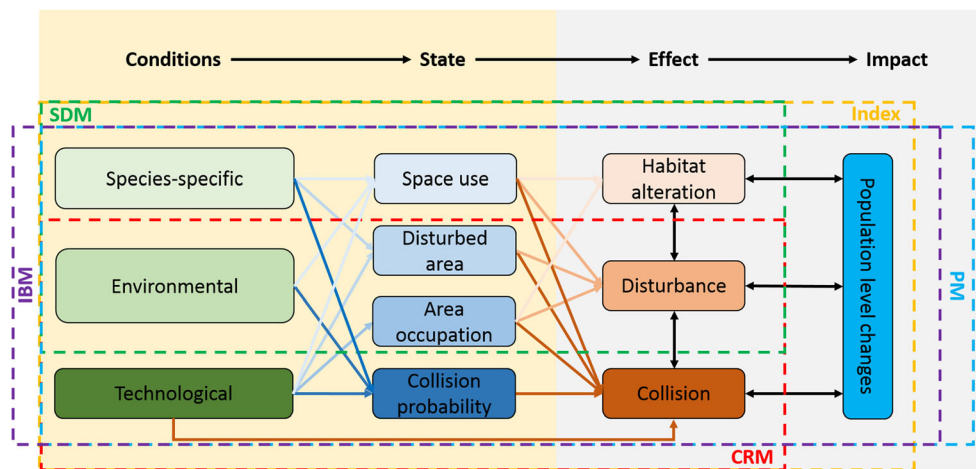 Conditions State Effect Impact
SDM Index
Species-specific Space use Habitat
alteration
Disturbed
area
Environmental Disturbance
Area
occupation
Technological Collision
probability Collision
Population level changes
IBM
PM
CRM